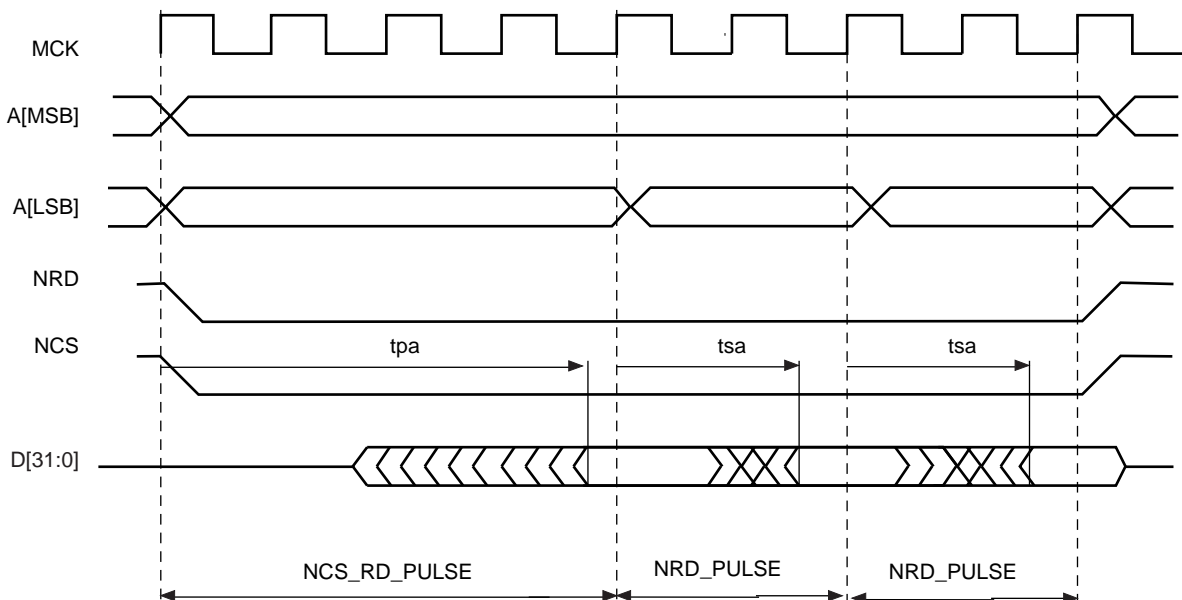 MCK
A[MSB]
A[LSB]
NRD
NCS
tpa
tsa
tsa
D[31:0]
NCS_RD_PULSE
NRD_PULSE
NRD_PULSE